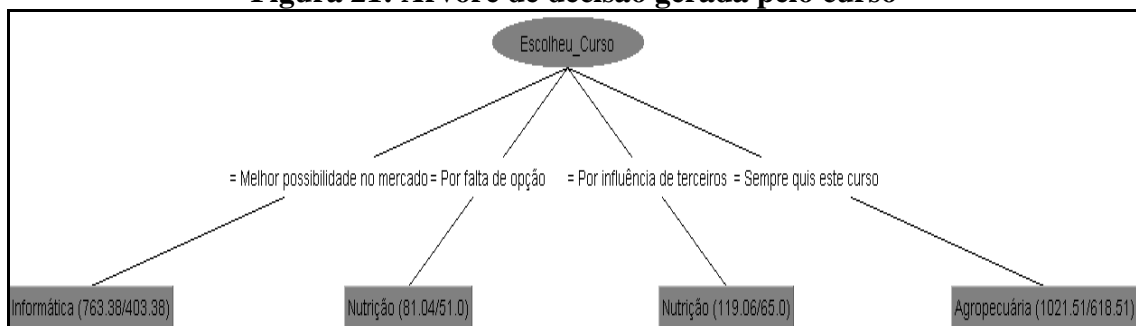 Figura 21: Árvore de decisão gerada pelo curso
Escolheu_Curso
= Melhor possibilidade no mercado = Por falta de opção = Por influência de terceiros = Sempre quis este curso
Informática (763.38/403.38) Nutrição (81.04/51.0) Nutrição (119.06/65.0) Agropecuária (1021.51/618.51)